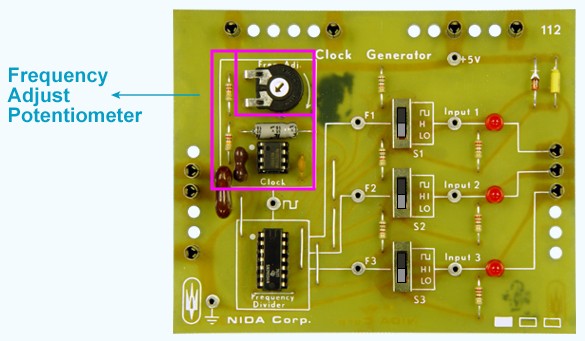 112
Freq Adj.
Clock Generator
+5V
Frequency
Adjust
Potentiometer
F1
Input 1
H
LO
S1
Clock
F2
Input 2
HI
LO
S2
F3
Input 3
HI
LO
S3
Frequency
Divider
NIDA Corp.